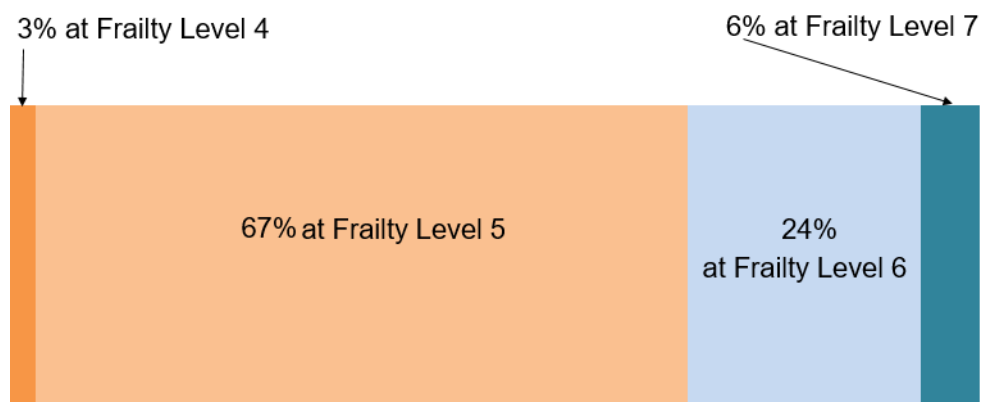 3% at Frailty Level 4
6% at Frailty Level 7
67% at Frailty Level 5
24%
at Frailty Level 6